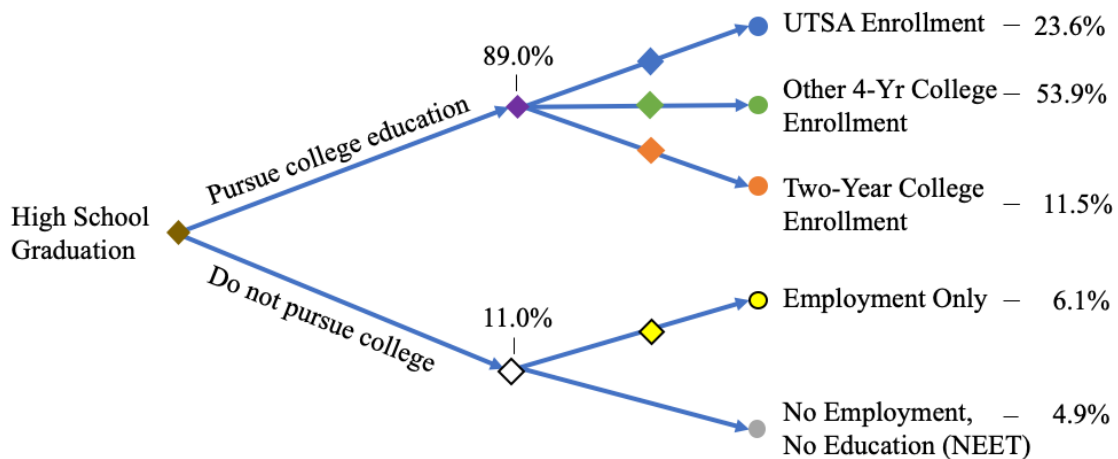 UTSA Enrollment – 23.6%
89.0%
Other 4-Yr College – 53.9%
Enrollment
Pursue college education
Two-Year College
Enrollment – 11.5%
High School
Graduation
Do not pursue college
Employment Only – 6.1%
11.0%
No Employment, – 4.9%
No Education (NEET)